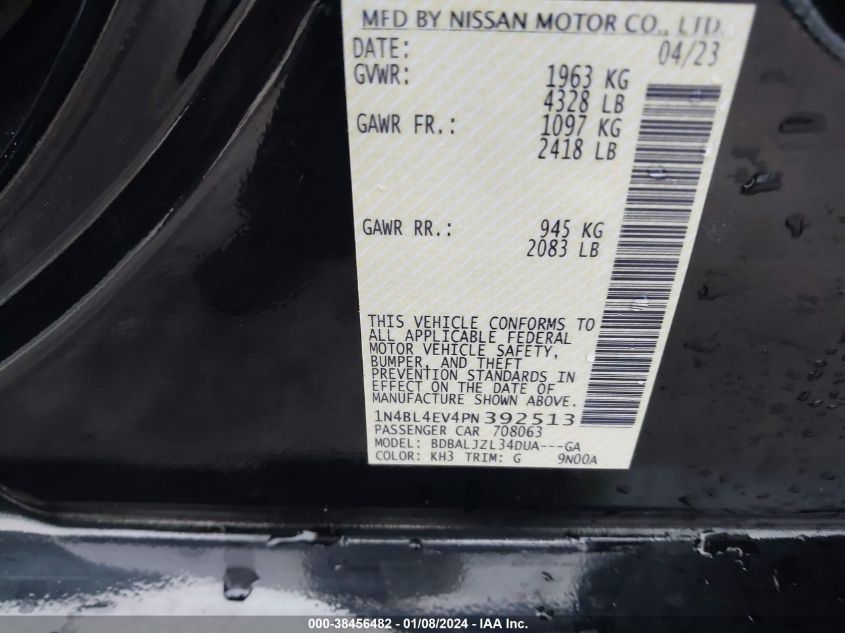 MFD BY NISSAN MOTOR CO., LTD.
DATE: 04/23
GVWR: 1963 KG
4328 LB
GAWR FR.: 1097 KG
2418 LB
GAWR RR.: 945 KG
2083 LB
THIS VEHICLE CONFORMS TO
ALL APPLICABLE FEDERAL
MOTOR VEHICLE SAFETY,
BUMPER, AND THEFT
PREVENTION STANDARDS IN
EFFECT ON THE DATE OF
MANUFACTURE SHOWN ABOVE.
1N4BL4EV4PN392513
PASSENGER CAR 708063
MODEL: BDBALJZL34DUA---GA
COLOR: KH3 TRIM: G 9N00A
000-38456482 - 01/08/2024 - IAA Inc.